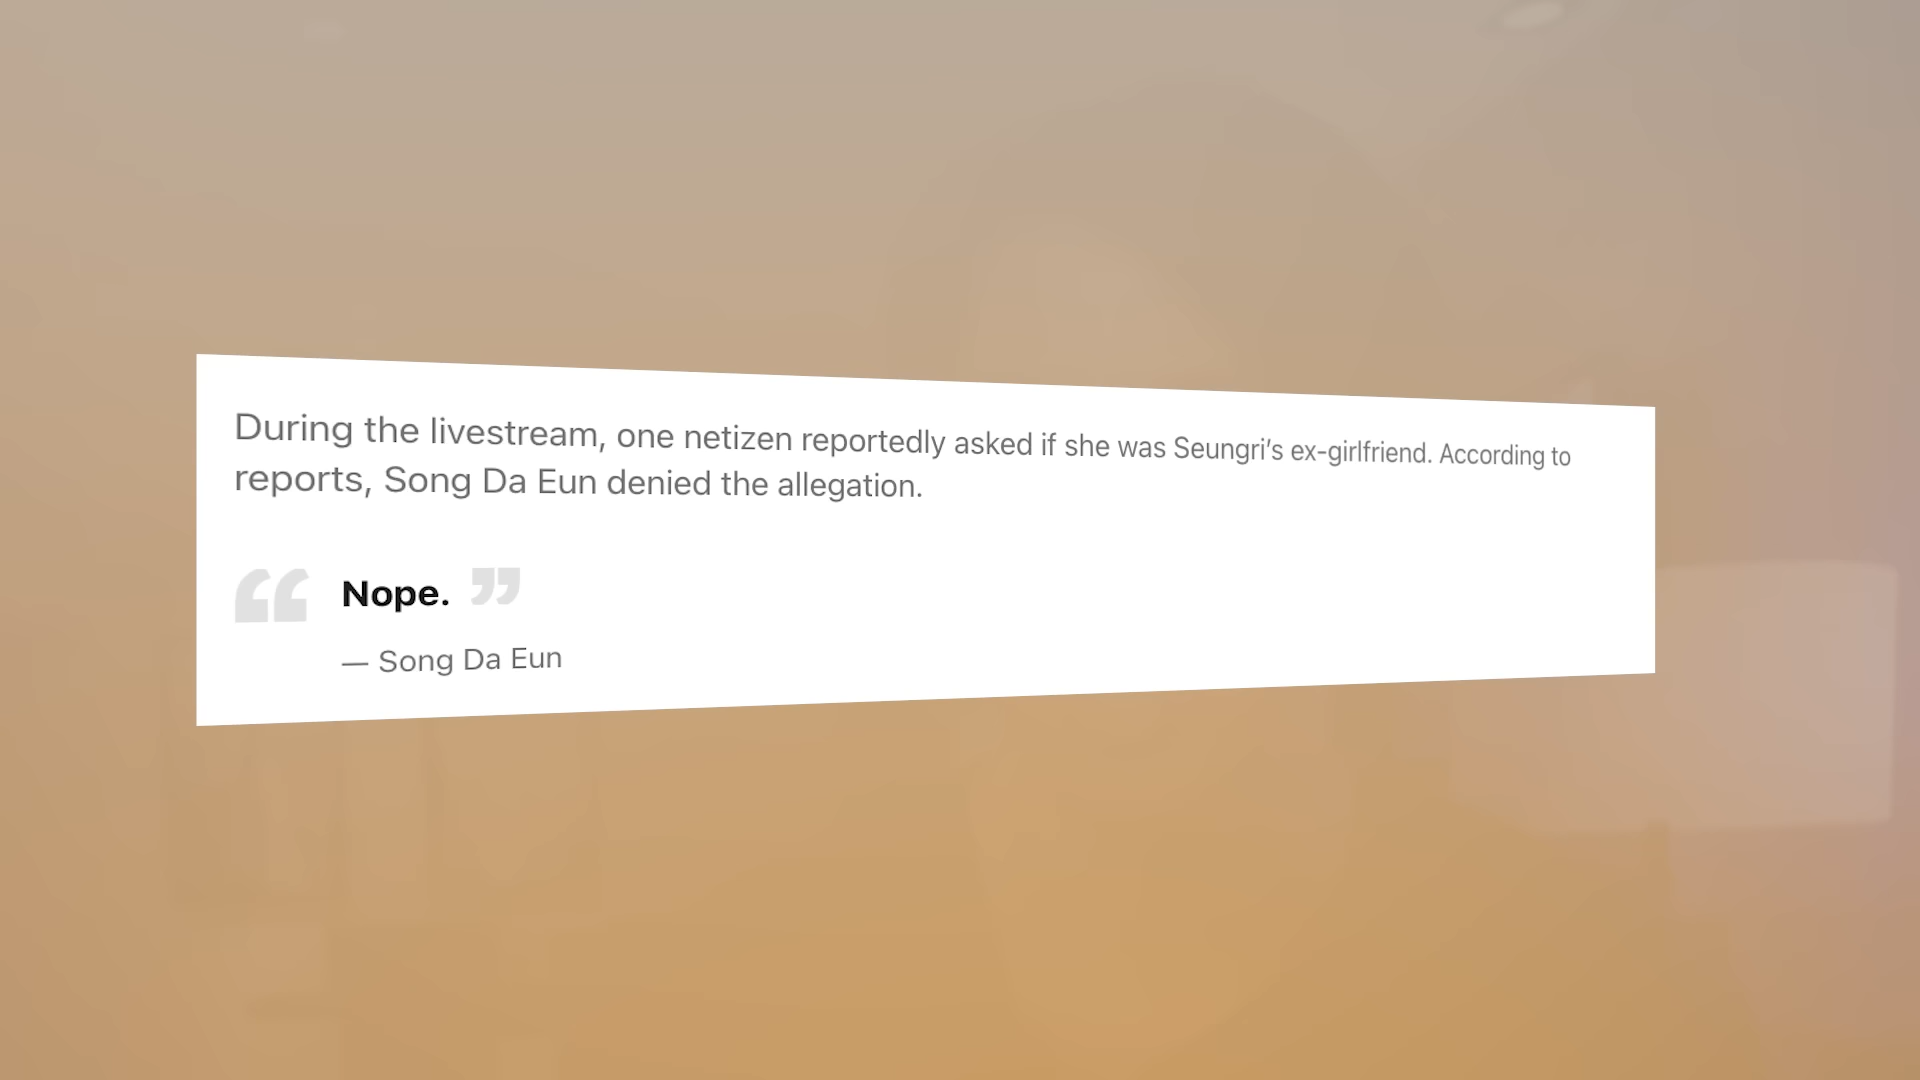 During the livestream, one netizen reportedly asked if she was Seungri’s ex-girlfriend. According to
reports, Song Da Eun denied the allegation.
“ Nope. ”
— Song Da Eun